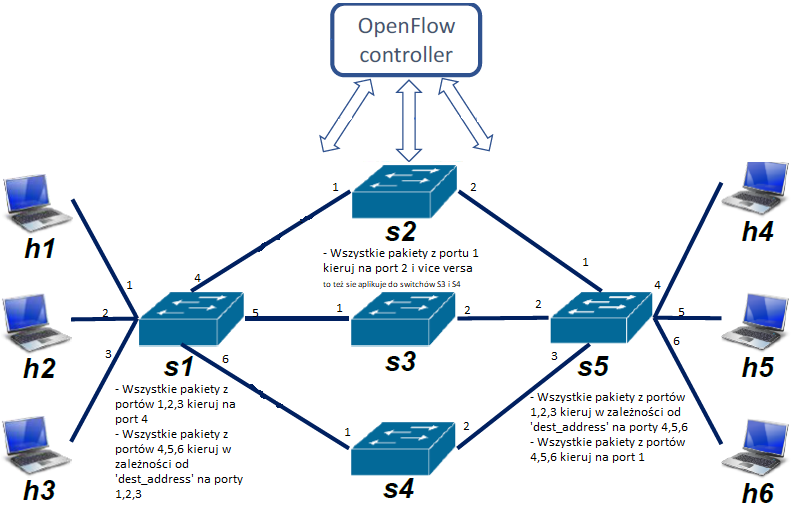 OpenFlow
controller
1
2
s2
h1
h4
- Wszystkie pakiety z portu 1
kieruj na port 2 i vice versa
to też sie aplikuje do switchów S3 i S4
4
1
1
4
2
5
1
2
2
5
3
6
3
6
h2
s1
s3
s5
h5
- Wszystkie pakiety z
portów 1,2,3 kieruj na
port 4
- Wszystkie pakiety z
portów 4,5,6 kieruj w
zależności od
'dest_address' na porty
1,2,3
- Wszystkie pakiety z portów
1,2,3 kieruj w zależności od
'dest_address' na porty 4,5,6
- Wszystkie pakiety z portów
4,5,6 kieruj na port 1
1
2
h3
s4
h6